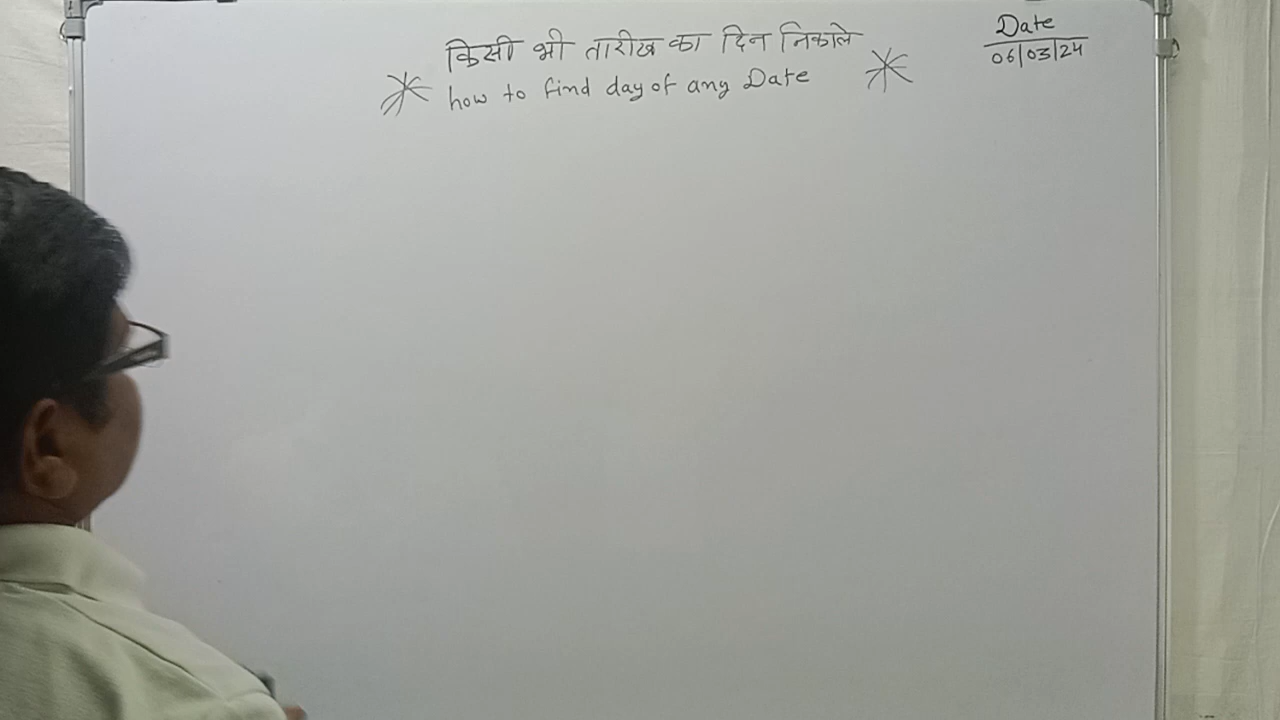 किसी भी तारीख का दिन निकाले
how to find day of any Date
Date
06/03/24